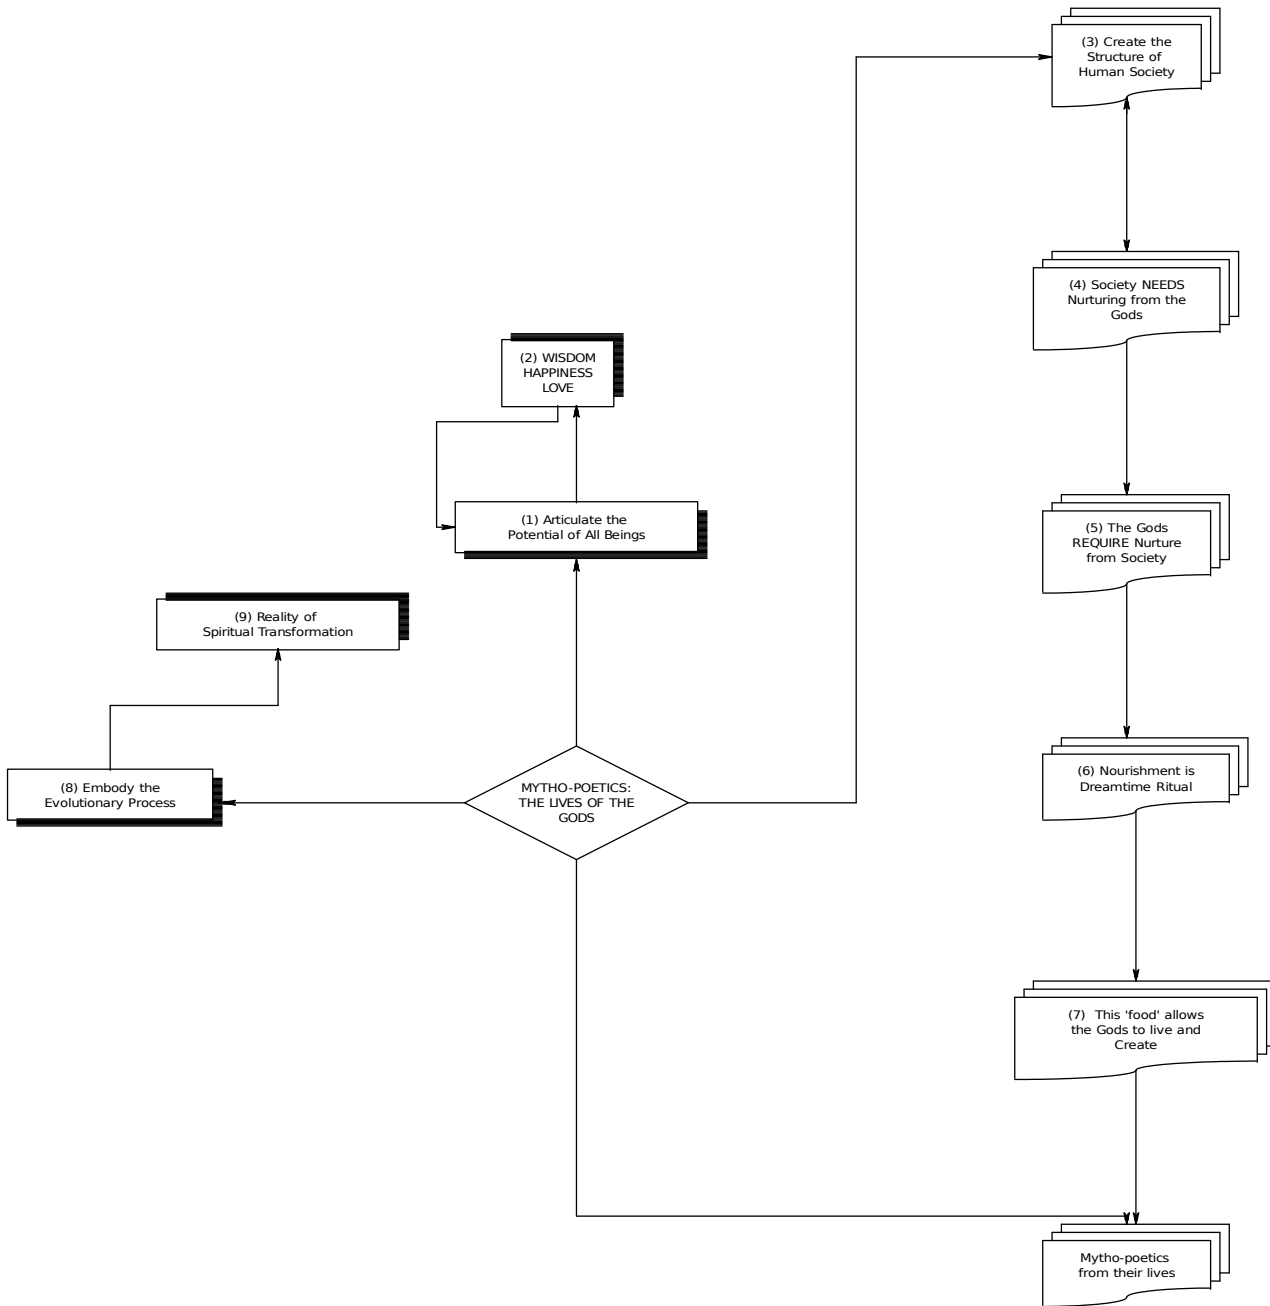 (3) Create the
Structure of
Human Society
(4) Society NEEDS
Nurturing from the
Gods
(2) WISDOM
HAPPINESS
LOVE
(1) Articulate the
Potential of All Beings
(5) The Gods
REQUIRE Nurture
from Society
(9) Reality of
Spiritual Transformation
(8) Embody the
Evolutionary Process
MYTHO-POETICS:
THE LIVES OF THE
GODS
(6) Nourishment is
Dreamtime Ritual
(7)  This 'food' allows
the Gods to live and
Create
Mytho-poetics
from their lives